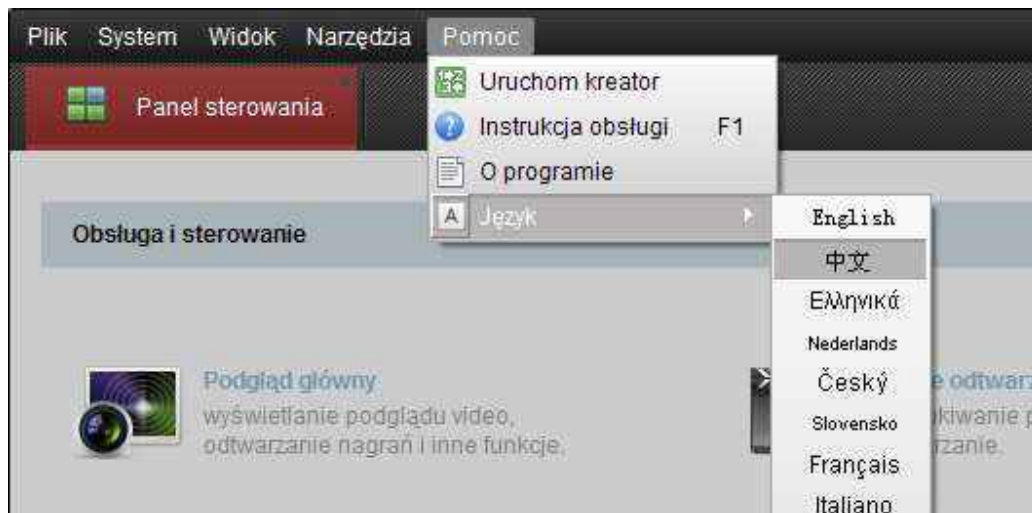 Plik System Widok Narzędzia Pomoc
Panel sterowania
Uruchom kreator
Instrukcja obsługi F1
O programie
A Język
English
中文
Ελληνικά
Nederlands
Český
Slovensko
Français
Italiano
Obsługa i sterowanie
Podgląd główny
wyświetlanie podglądu video,
odtwarzanie nagrań i inne funkcje.